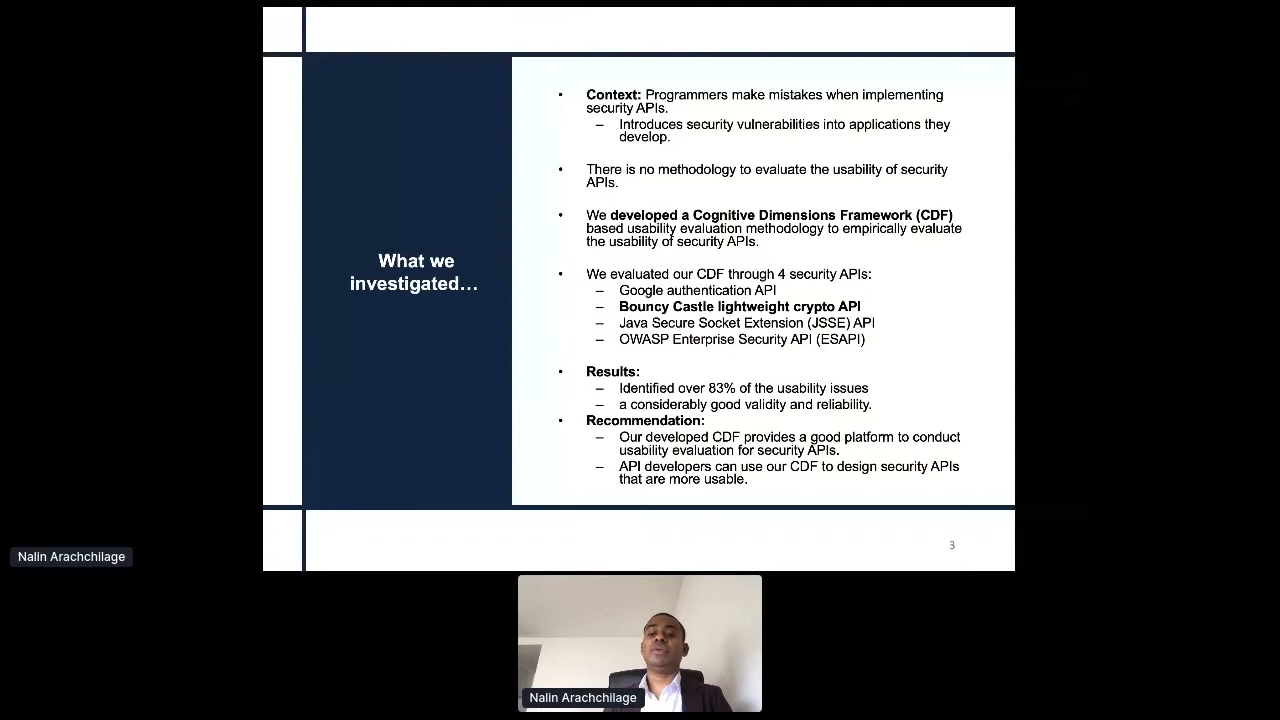 What we
investigated…
• Context: Programmers make mistakes when implementing
security APIs.
– Introduces security vulnerabilities into applications they
develop.
• There is no methodology to evaluate the usability of security
APIs.
• We developed a Cognitive Dimensions Framework (CDF)
based usability evaluation methodology to empirically evaluate
the usability of security APIs.
• We evaluated our CDF through 4 security APIs:
– Google authentication API
– Bouncy Castle lightweight crypto API
– Java Secure Socket Extension (JSSE) API
– OWASP Enterprise Security API (ESAPI)
• Results:
– Identified over 83% of the usability issues
– a considerably good validity and reliability.
• Recommendation:
– Our developed CDF provides a good platform to conduct
usability evaluation for security APIs.
– API developers can use our CDF to design security APIs
that are more usable.
3
Nalin Arachchilage
Nalin Arachchilage